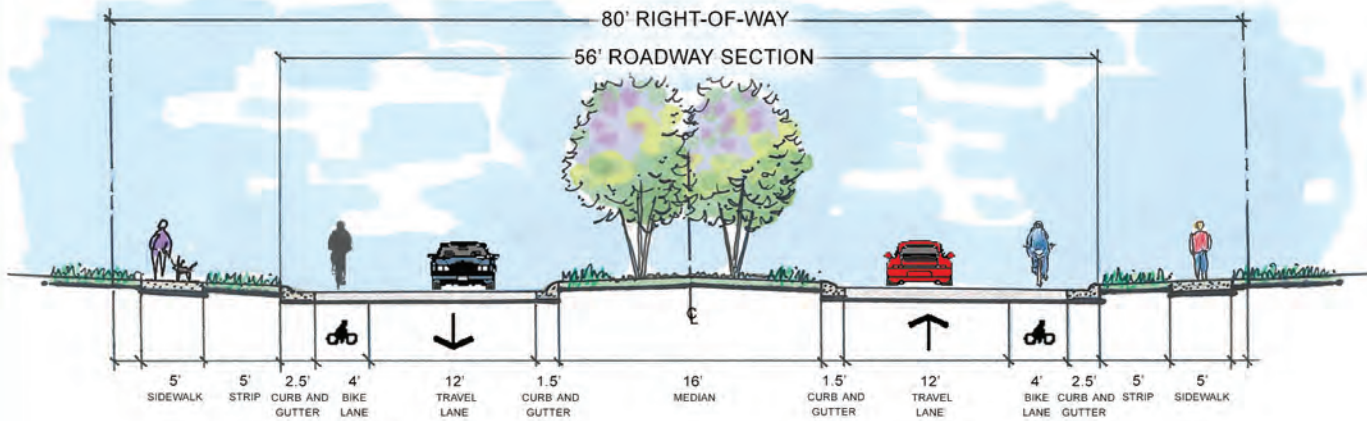 80' RIGHT-OF-WAY
56' ROADWAY SECTION
℄
5' 5' 2.5' 4' 12' 1.5' 16' 1.5' 12' 4' 2.5' 5' 5'
SIDEWALK STRIP CURB AND BIKE TRAVEL CURB AND MEDIAN CURB AND TRAVEL BIKE CURB AND STRIP SIDEWALK
GUTTER LANE LANE GUTTER GUTTER LANE LANE GUTTER